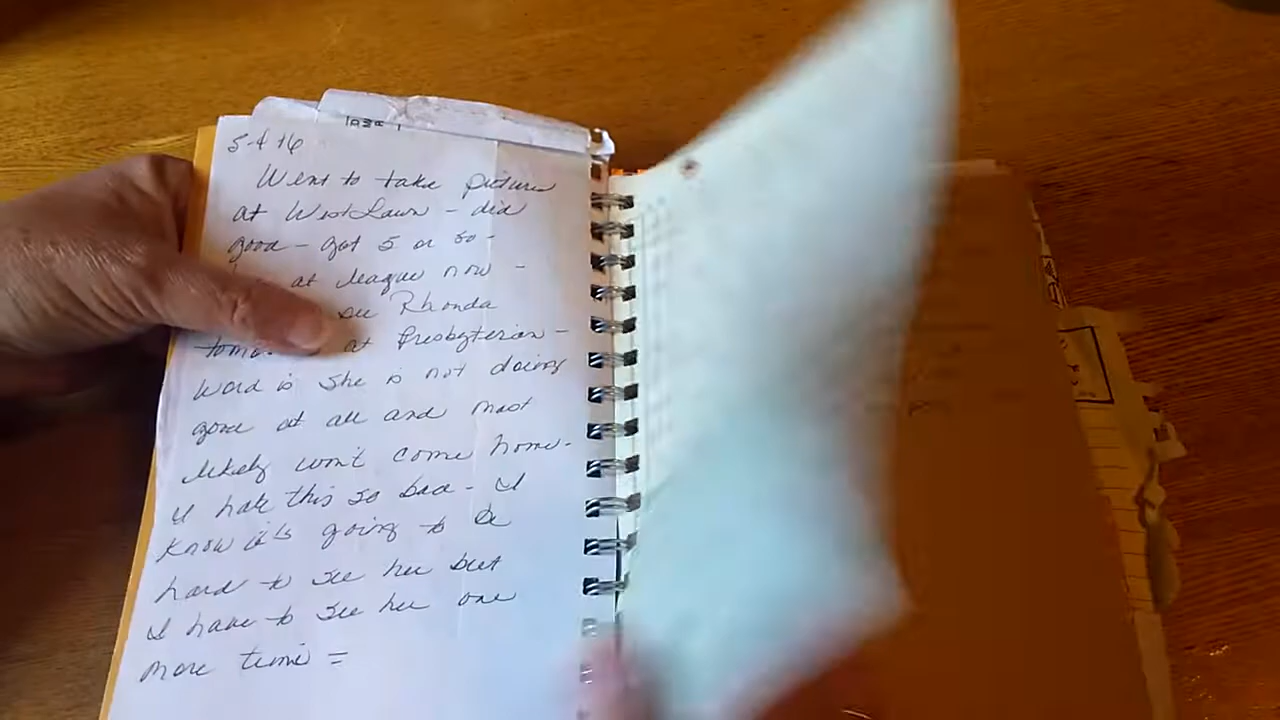 5-4-16
Went to take pictures
at WestLawn - did
good - got 5 or so -
at league now -
see Rhonda
at Presbyterian -
word is she is not doing
good at all and most
likely won't come home.
I hate this so bad - I
know it's going to be
hard to see her but
I have to see her one
more time =